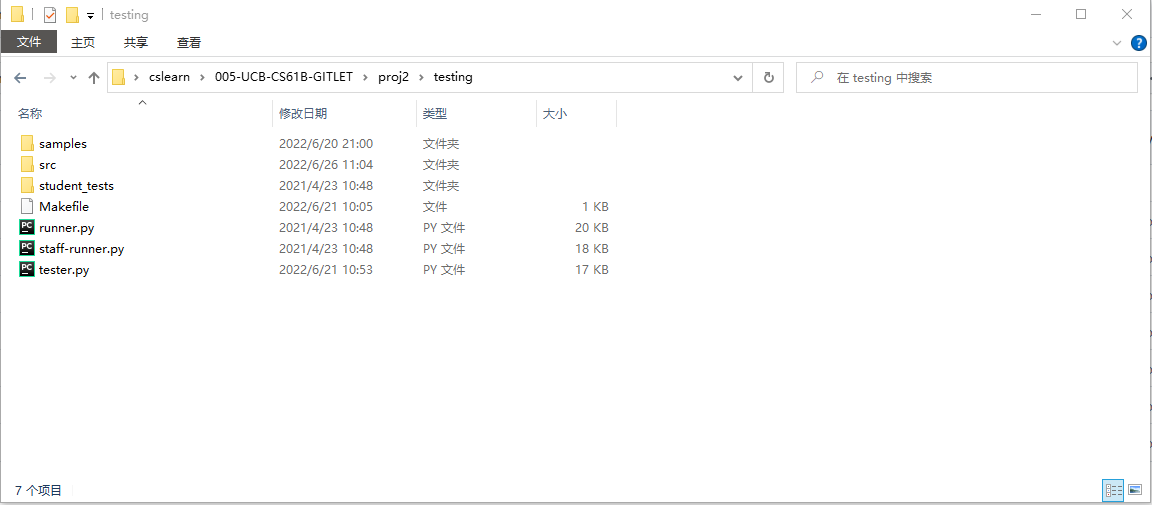 testing
文件 主页 共享 查看
cslearn 005-UCB-CS61B-GITLET proj2 testing 在 testing 中搜索
名称 修改日期 类型 大小
samples 2022/6/20 21:00 文件夹
src 2022/6/26 11:04 文件夹
student_tests 2021/4/23 10:48 文件夹
Makefile 2022/6/21 10:05 文件 1 KB
PC runner.py 2021/4/23 10:48 PY 文件 20 KB
PC staff-runner.py 2021/4/23 10:48 PY 文件 18 KB
PC tester.py 2022/6/21 10:53 PY 文件 17 KB
7 个项目